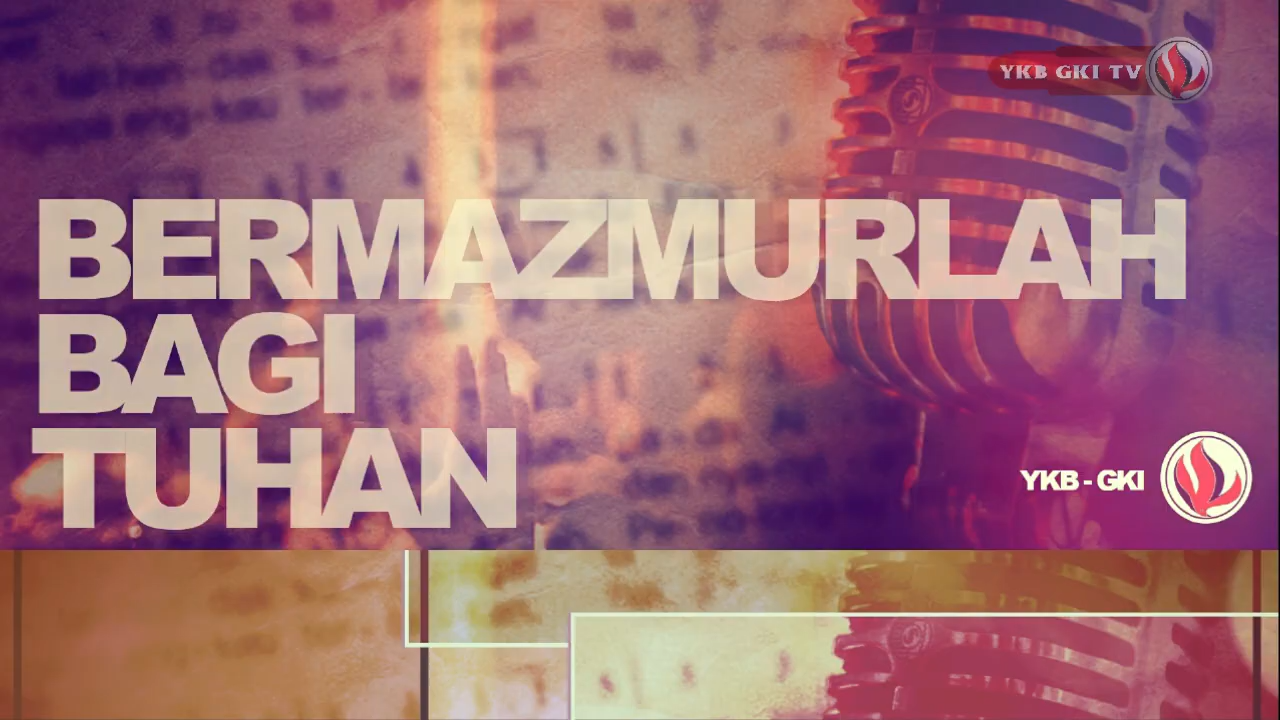 YKB GKI TV
BERMAZMURLAH
BAGI
TUHAN
YKB - GKI